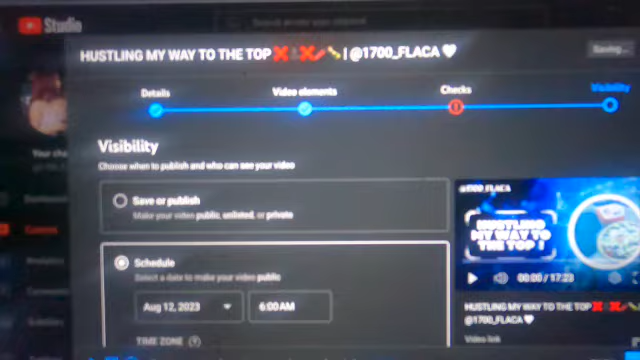 Studio
HUSTLING MY WAY TO THE TOP ❌ ❌ | @1700_FLACA 🤍
Saving...
Details
Video elements
Checks
Visibility
Visibility
Choose when to publish and who can see your video
Save or publish
Make your video public, unlisted, or private
Schedule
Select a date to make your video public
Aug 12, 2023
6:00 AM
TIME ZONE
@1700_FLACA
HUSTLING
MY WAY TO
THE TOP !
00:00 / 17:23
HUSTLING MY WAY TO THE TOP ❌ ❌
@1700_FLACA 🤍
Video link